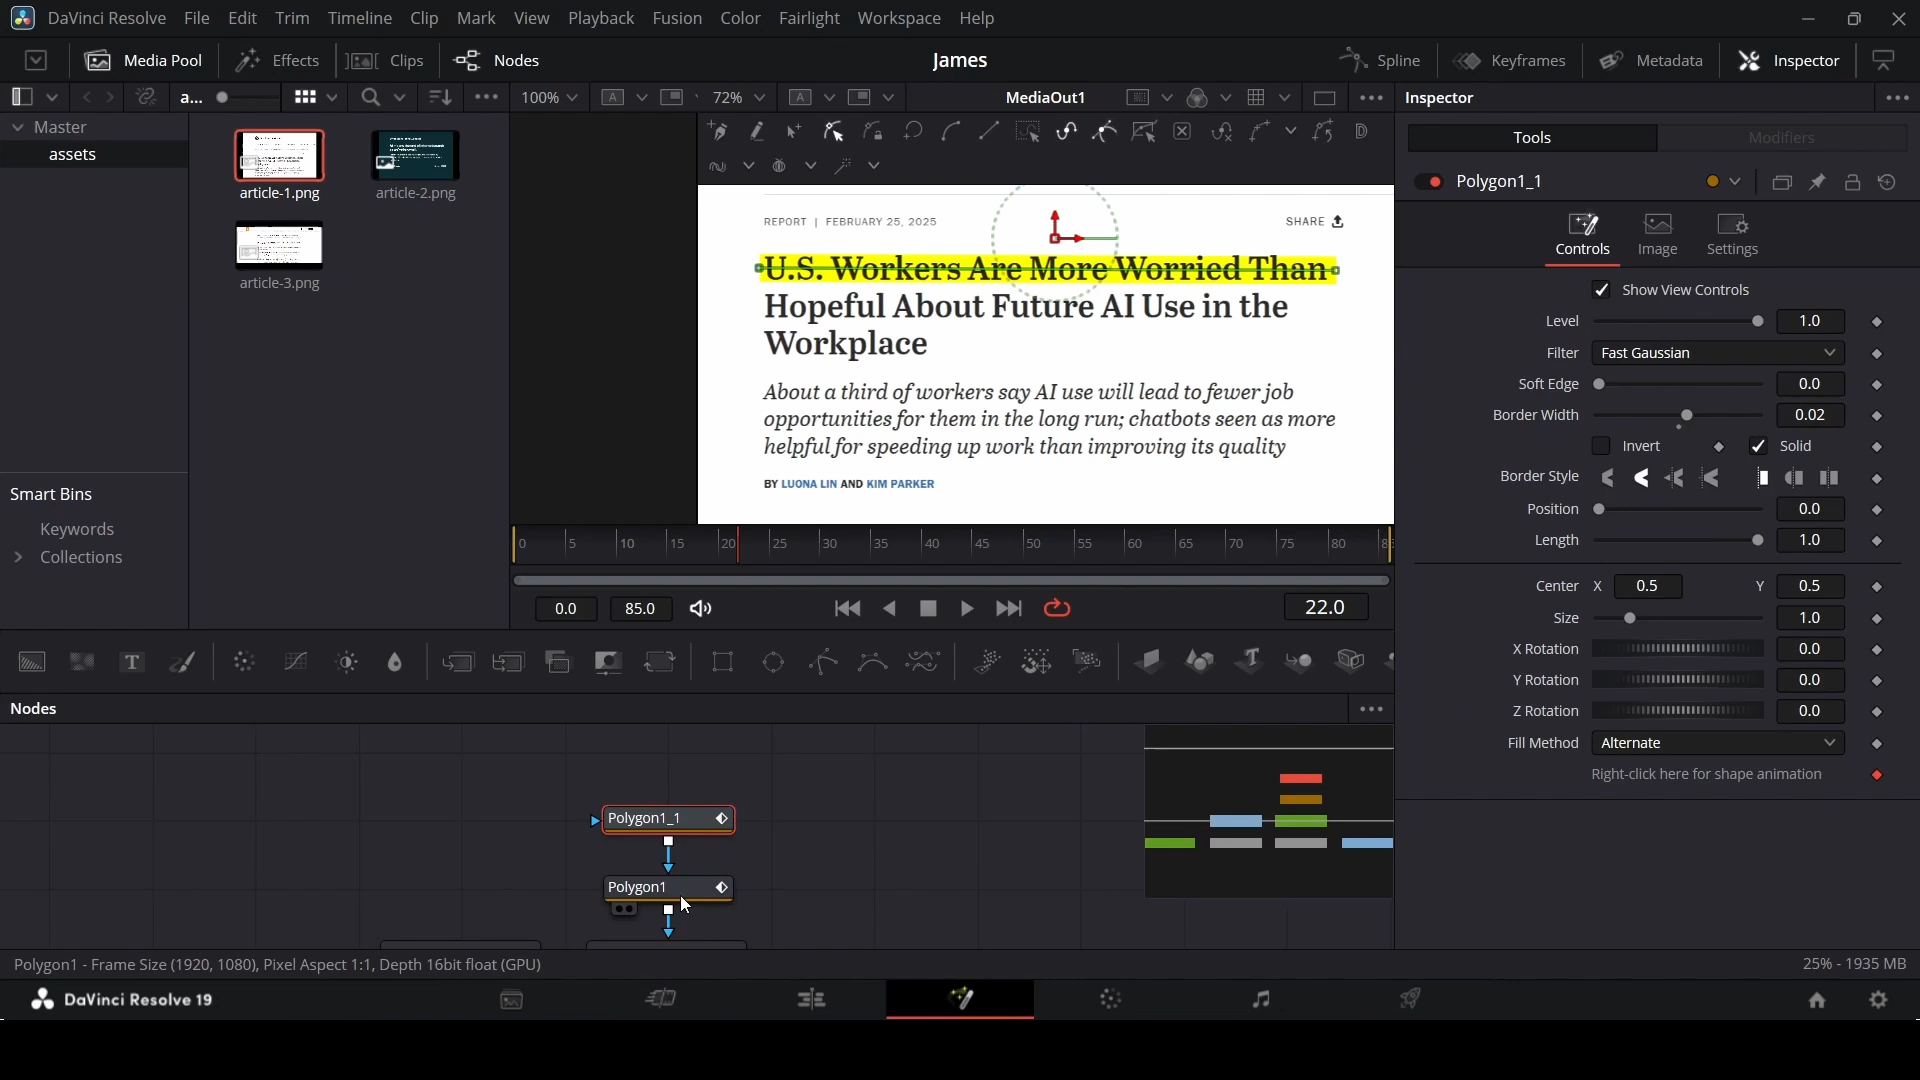 DaVinci Resolve File Edit Trim Timeline Clip Mark View Playback Fusion Color Fairlight Workspace Help
Media Pool Effects Clips Nodes James Spline Keyframes Metadata Inspector
a... 100% A 72% A MediaOut1 Inspector
Master
assets
article-1.png
article-2.png
article-3.png
Smart Bins
Keywords
Collections
REPORT | FEBRUARY 25, 2025
SHARE
U.S. Workers Are More Worried Than
Hopeful About Future AI Use in the
Workplace
About a third of workers say AI use will lead to fewer job
opportunities for them in the long run; chatbots seen as more
helpful for speeding up work than improving its quality
BY LUONA LIN AND KIM PARKER
0 5 10 15 20 25 30 35 40 45 50 55 60 65 70 75 80
0.0 85.0 22.0
Tools Modifiers
Polygon1_1
Controls Image Settings
Show View Controls
Level 1.0
Filter Fast Gaussian
Soft Edge 0.0
Border Width 0.02
Invert Solid
Border Style
Position 0.0
Length 1.0
Center X 0.5 Y 0.5
Size 1.0
X Rotation 0.0
Y Rotation 0.0
Z Rotation 0.0
Fill Method Alternate
Right-click here for shape animation
T
T
Nodes
Polygon1_1
Polygon1
Polygon1 - Frame Size (1920, 1080), Pixel Aspect 1:1, Depth 16bit float (GPU)
25% - 1935 MB
DaVinci Resolve 19